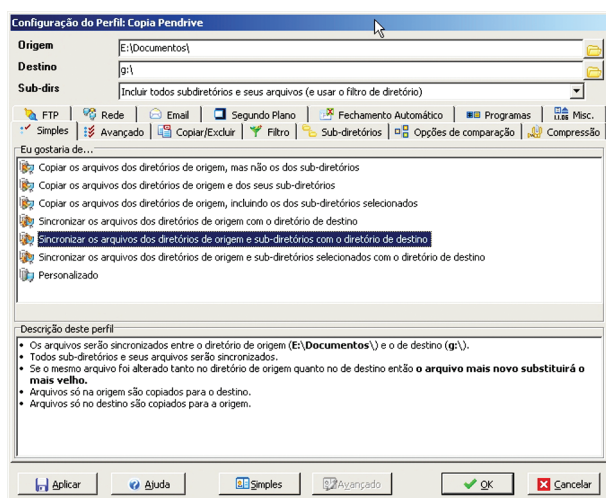 Configuração do Perfil: Copia Pendrive
Origem
E:\Documentos\
Destino
g:\
Sub-dirs
Incluir todos subdiretórios e seus arquivos (e usar o filtro de diretório)
FTP
Rede
Email
Segundo Plano
Fechamento Automático
Programas
Misc.
Simples
Avançado
Copiar/Excluir
Filtro
Sub-diretórios
Opções de comparação
Compressão
Eu gostaria de...
Copiar os arquivos dos diretórios de origem, mas não os dos sub-diretórios
Copiar os arquivos dos diretórios de origem e dos seus sub-diretórios
Copiar os arquivos dos diretórios de origem, incluindo os dos sub-diretórios selecionados
Sincronizar os arquivos dos diretórios de origem com o diretório de destino
Sincronizar os arquivos dos diretórios de origem e sub-diretórios com o diretório de destino
Sincronizar os arquivos dos diretórios de origem e sub-diretórios selecionados com o diretório de destino
Personalizado
Descrição deste perfil
• Os arquivos serão sincronizados entre o diretório de origem (E:\Documentos\) e o de destino (g:\).
• Todos sub-diretórios e seus arquivos serão sincronizados.
• Se o mesmo arquivo foi alterado tanto no diretório de origem quanto no de destino então o arquivo mais novo substituirá o
mais velho.
• Arquivos só na origem são copiados para o destino.
• Arquivos só no destino são copiados para a origem.
Aplicar
Ajuda
Simples
Avançado
OK
Cancelar